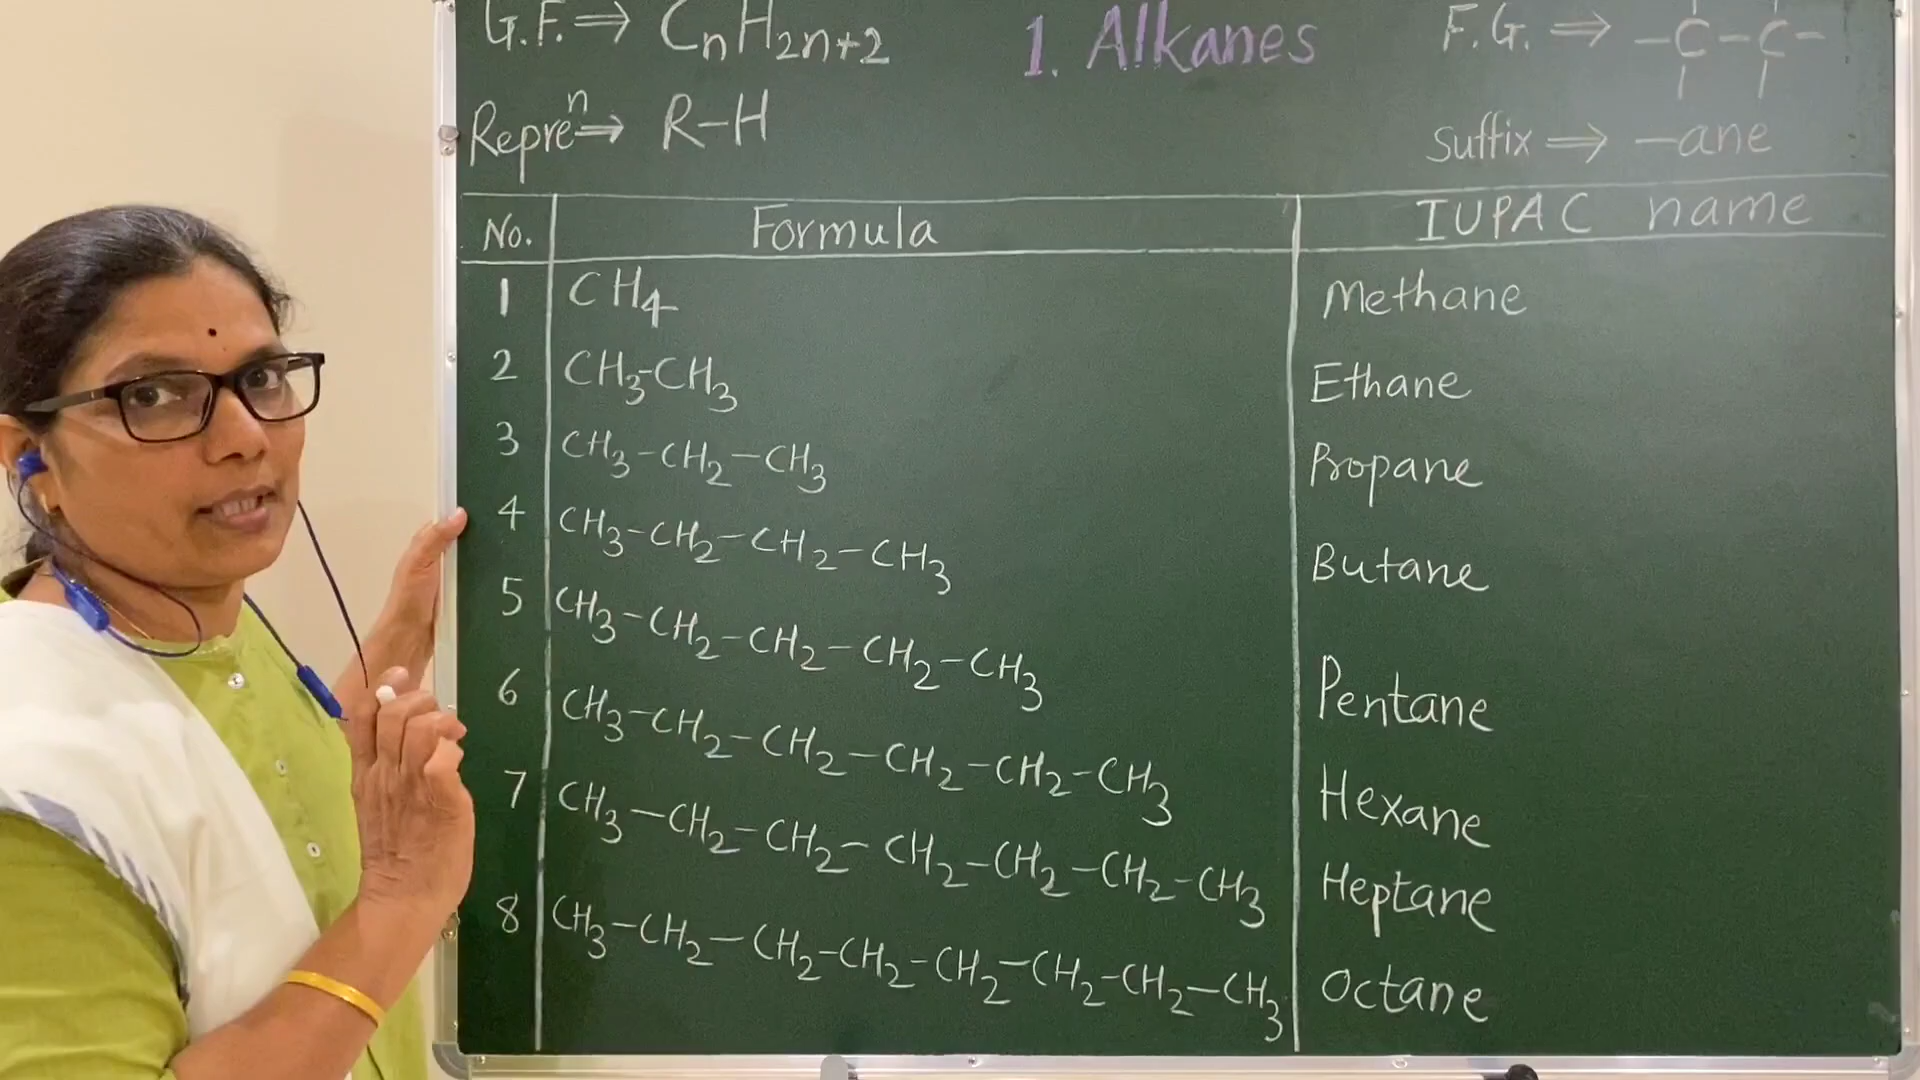 G.F. ⇒ CnH2n+2
1. Alkanes
F.G. ⇒ –C–C–
Repreⁿ ⇒ R–H
Suffix ⇒ –ane
No. Formula IUPAC name
1 CH4 Methane
2 CH3-CH3 Ethane
3 CH3-CH2-CH3 Propane
4 CH3-CH2-CH2-CH3 Butane
5 CH3-CH2-CH2-CH2-CH3 Pentane
6 CH3-CH2-CH2-CH2-CH2-CH3 Hexane
7 CH3-CH2-CH2-CH2-CH2-CH2-CH3 Heptane
8 CH3-CH2-CH2-CH2-CH2-CH2-CH2-CH3 Octane